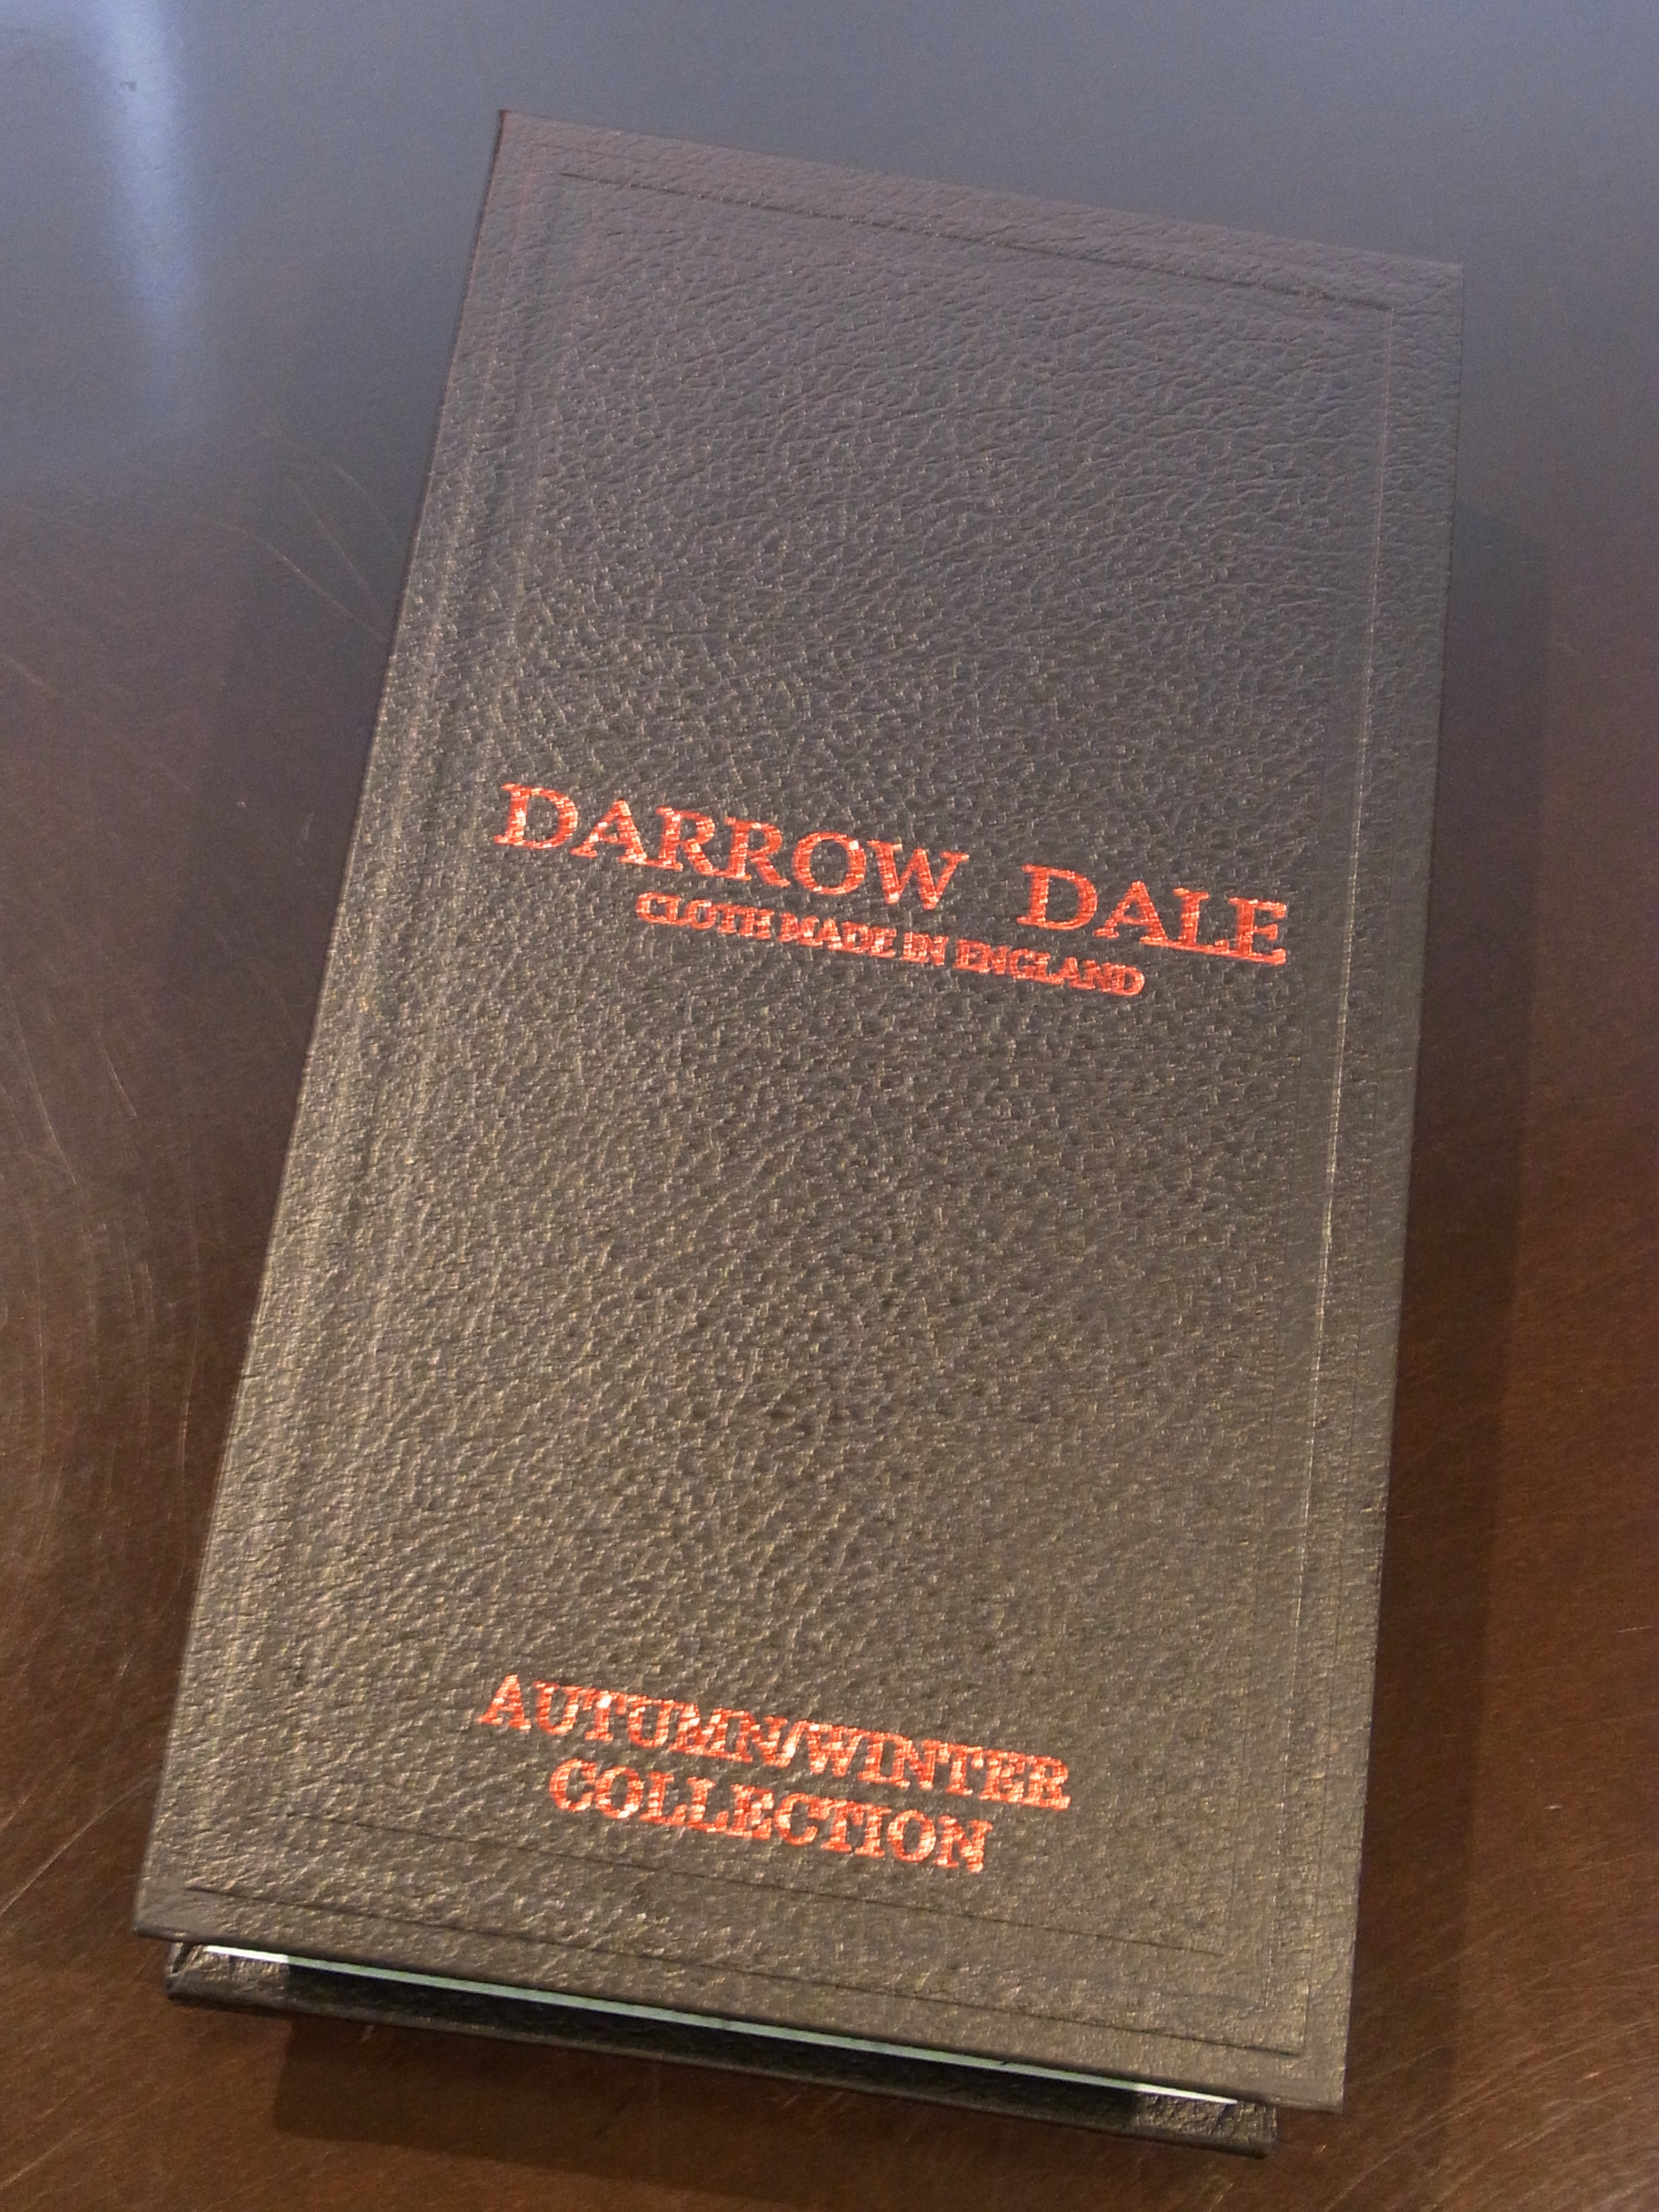 DARROW DALE
CLOTH MADE IN ENGLAND
AUTUMN/WINTER
COLLECTION